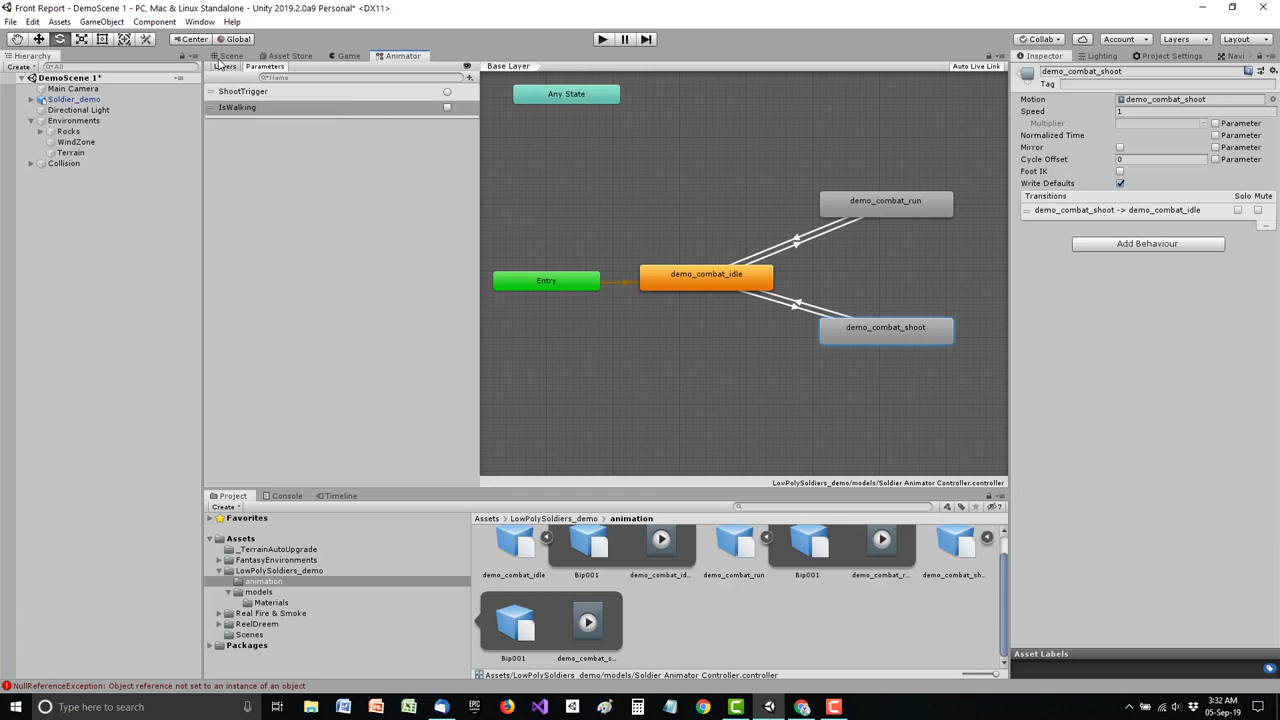 Front Report - DemoScene 1 - PC, Mac & Linux Standalone - Unity 2019.2.0a9 Personal* <DX11>
File Edit Assets GameObject Component Window Help
Center Global Collab Account Layers Layout
Hierarchy Scene Asset Store Game Animator Inspector Lighting Project Settings Navi
Create All Layers Parameters Base Layer Auto Live Link
demo_combat_shoot
Tag
DemoScene 1*
Main Camera
Soldier_demo
Directional Light
Environments
Rocks
WindZone
Terrain
Collision
Name
ShootTrigger
IsWalking
Any State
demo_combat_run
Entry
demo_combat_idle
demo_combat_shoot
LowPolySoldiers_demo/models/Soldier Animator Controller.controller
Motion demo_combat_shoot
Speed 1
Multiplier Parameter
Normalized Time Parameter
Mirror Parameter
Cycle Offset 0 Parameter
Foot IK
Write Defaults
Transitions Solo Mute
demo_combat_shoot -> demo_combat_idle
Add Behaviour
Project Console Timeline
Create 7
Favorites
Assets
_TerrainAutoUpgrade
FantasyEnvironments
LowPolySoldiers_demo
animation
models
Materials
Real Fire & Smoke
ReelDreem
Scenes
Packages
Assets LowPolySoldiers_demo animation
demo_combat_idle Bip001 demo_combat_id... demo_combat_run Bip001 demo_combat_r... demo_combat_sh...
Bip001 demo_combat_s...
Assets/LowPolySoldiers_demo/models/Soldier Animator Controller.controller
Asset Labels
NullReferenceException: Object reference not set to an instance of an object
Type here to search
3:32 AM
05-Sep-19